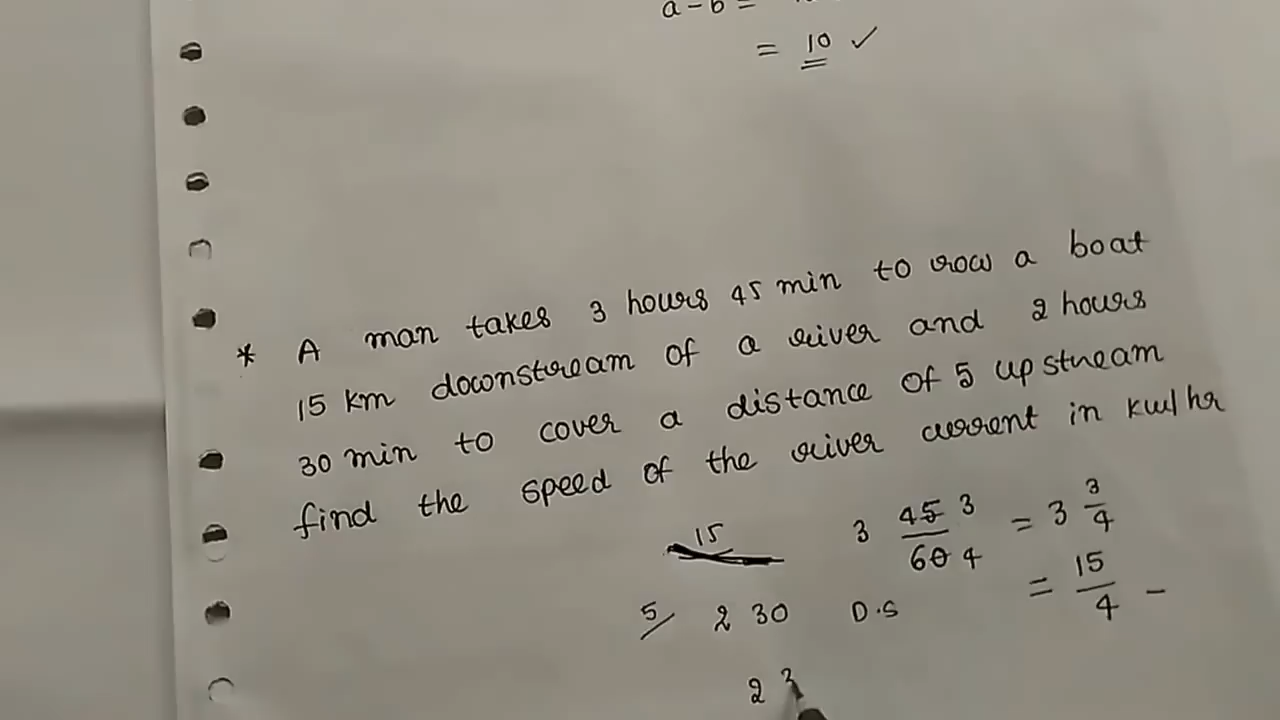 a - b =
= 10 ✓
* A man takes 3 hours 45 min to row a boat
15 km downstream of a river and 2 hours
30 min to cover a distance of 5 upstream
find the speed of the river current in km/hr
15 3 45/60 3 4 = 3 3/4
5/ 2 30 D.S = 15/4 -
2 3